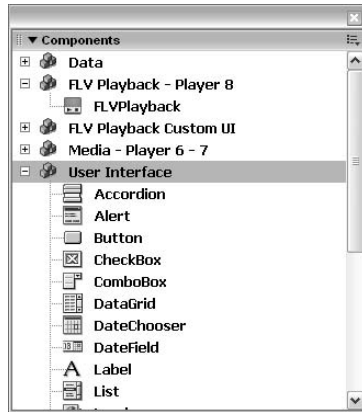 Components
Data
FLV Playback - Player 8
FLVPlayback
FLV Playback Custom UI
Media - Player 6 - 7
User Interface
Accordion
Alert
Button
CheckBox
ComboBox
DataGrid
DateChooser
DateField
Label
List